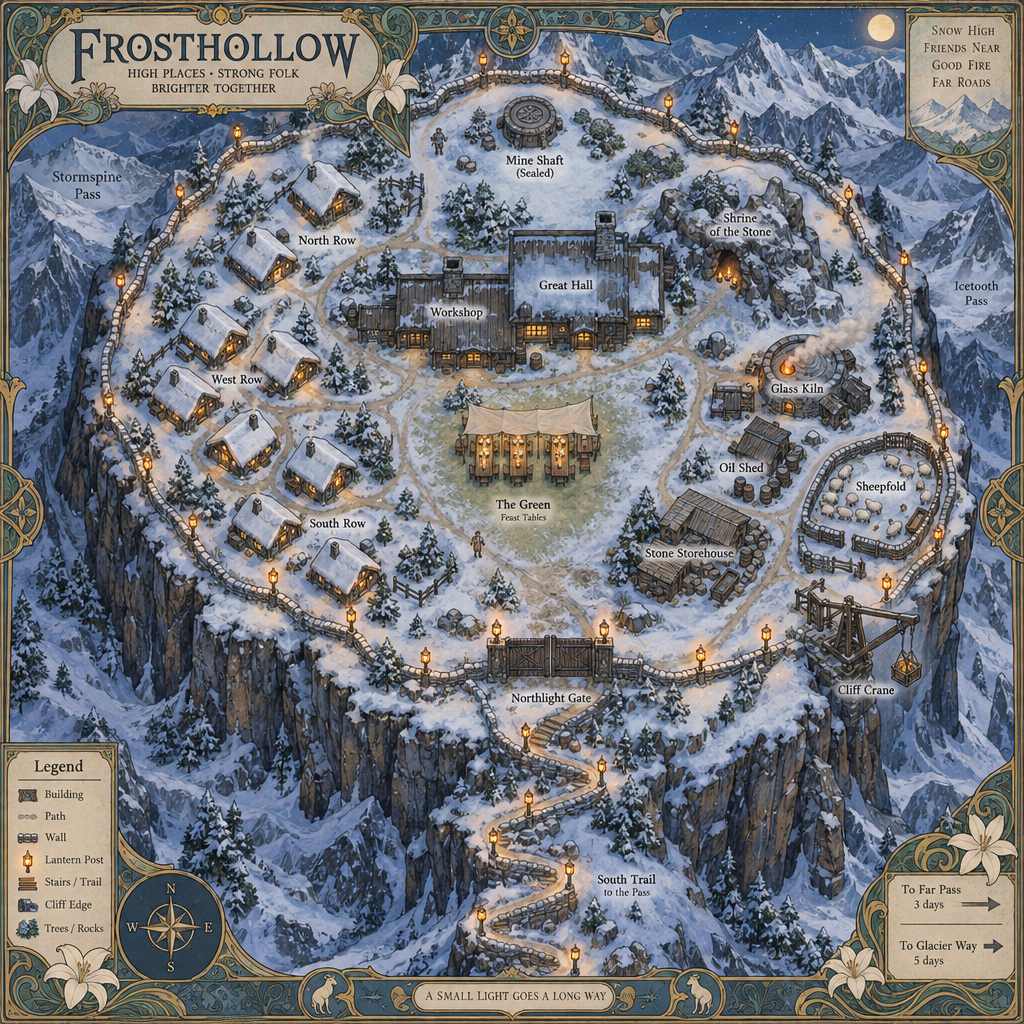 FROSTHOLLOW
HIGH PLACES • STRONG FOLK
BRIGHTER TOGETHER
SNOW HIGH
FRIENDS NEAR
GOOD FIRE
FAR ROADS
Stormspine
Pass
Mine Shaft
(Sealed)
North Row
Shrine
of the Stone
Great Hall
Icetooth
Pass
Workshop
West Row
Glass Kiln
Oil Shed
Sheepfold
The Green
Feast Tables
South Row
Stone Storehouse
Northlight Gate
Cliff Crane
South Trail
to the Pass
Legend
Building
Path
Wall
Lantern Post
Stairs / Trail
Cliff Edge
Trees / Rocks
N
W E
S
To Far Pass
3 days
To Glacier Way
5 days
A SMALL LIGHT GOES A LONG WAY